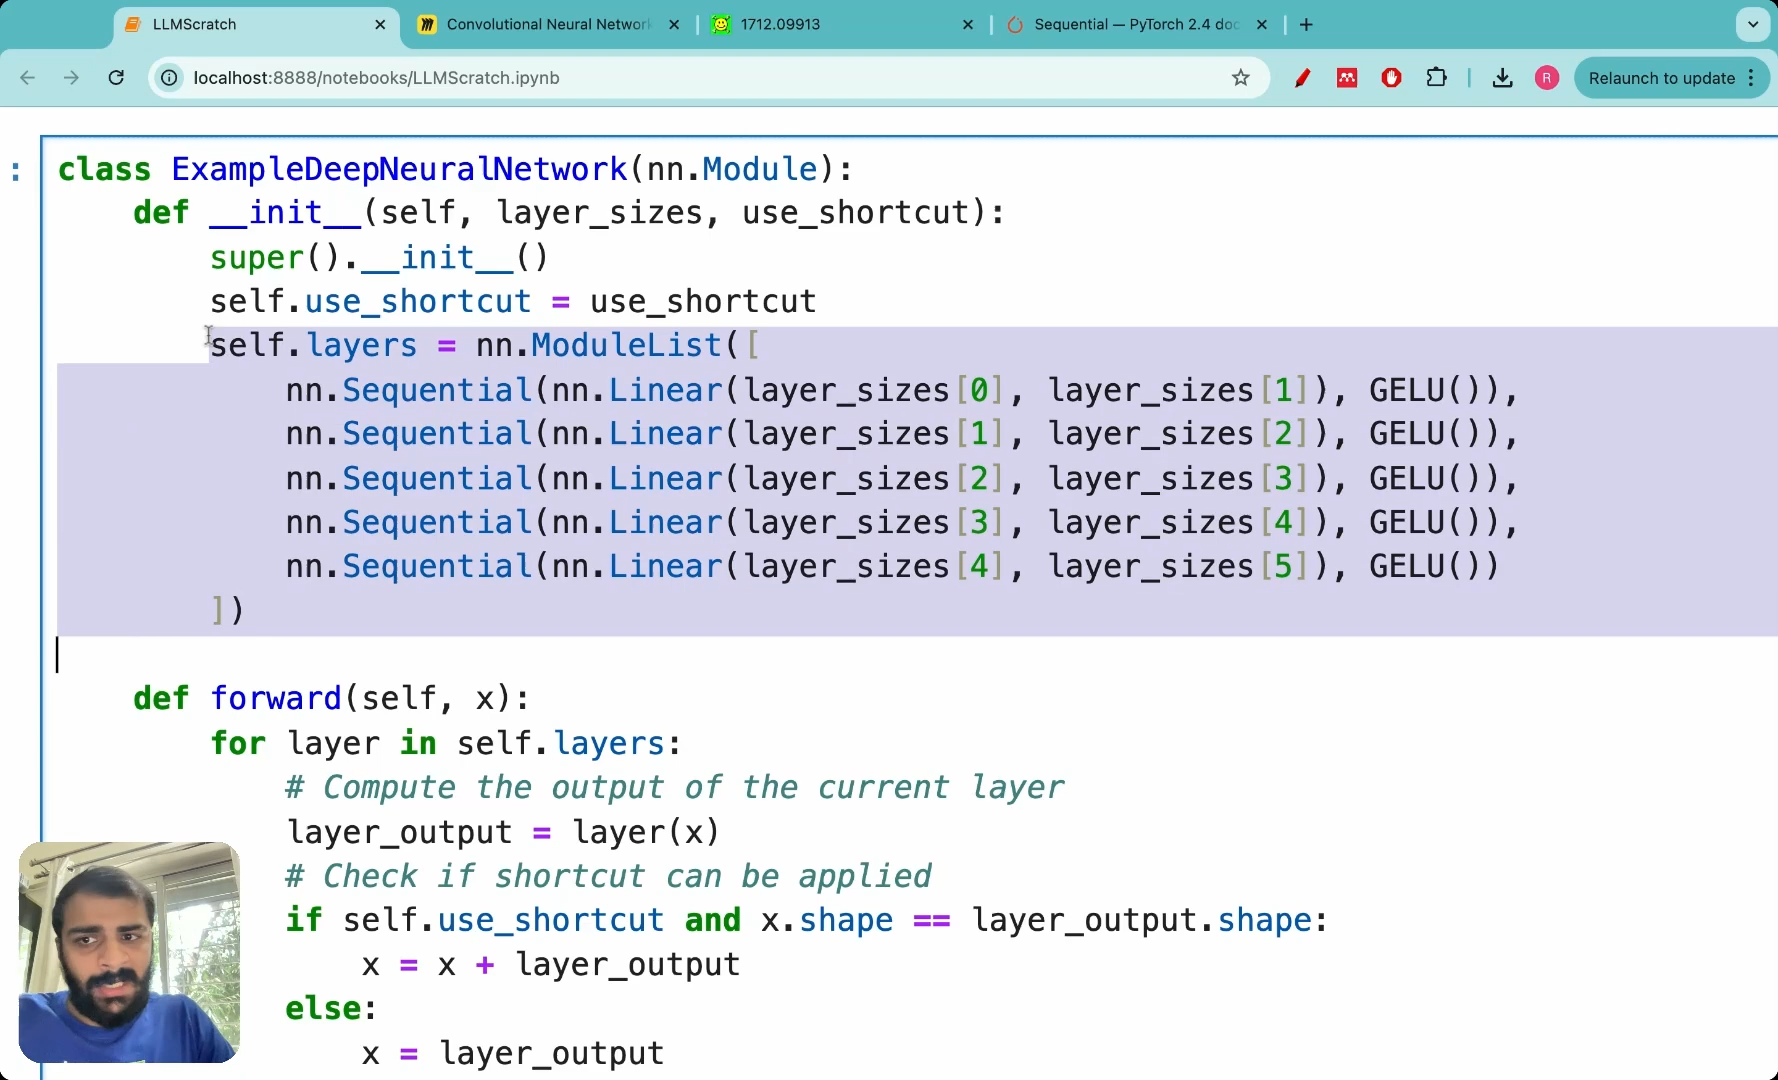 LLMScratch
Convolutional Neural Network
1712.09913
Sequential — PyTorch 2.4 doc
localhost:8888/notebooks/LLMScratch.ipynb
R
Relaunch to update
:
class ExampleDeepNeuralNetwork(nn.Module):
def __init__(self, layer_sizes, use_shortcut):
super().__init__()
self.use_shortcut = use_shortcut
self.layers = nn.ModuleList([
nn.Sequential(nn.Linear(layer_sizes[0], layer_sizes[1]), GELU()),
nn.Sequential(nn.Linear(layer_sizes[1], layer_sizes[2]), GELU()),
nn.Sequential(nn.Linear(layer_sizes[2], layer_sizes[3]), GELU()),
nn.Sequential(nn.Linear(layer_sizes[3], layer_sizes[4]), GELU()),
nn.Sequential(nn.Linear(layer_sizes[4], layer_sizes[5]), GELU())
])
def forward(self, x):
for layer in self.layers:
# Compute the output of the current layer
layer_output = layer(x)
# Check if shortcut can be applied
if self.use_shortcut and x.shape == layer_output.shape:
x = x + layer_output
else:
x = layer_output